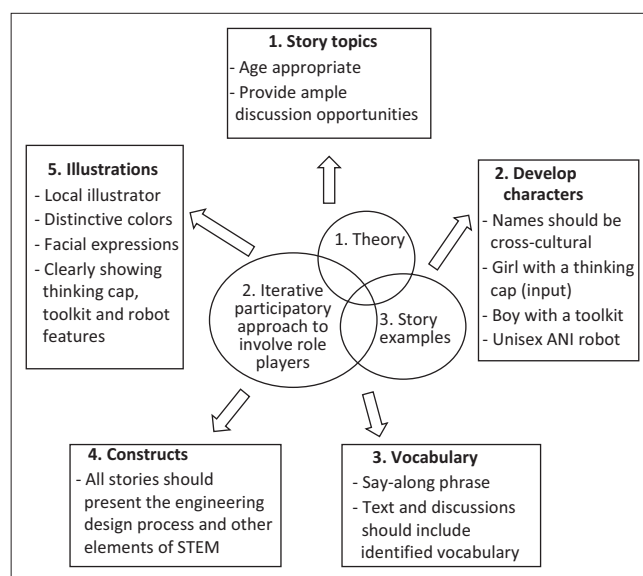 1. Story topics
- Age appropriate
- Provide ample
discussion opportunities
5. Illustrations
- Local illustrator
- Distinctive colors
- Facial expressions
- Clearly showing
thinking cap,
toolkit and robot
features
2. Develop
characters
- Names should be
cross-cultural
- Girl with a thinking
cap (input)
- Boy with a toolkit
- Unisex ANI robot
1. Theory
2. Iterative
participatory
approach to
involve role
players
3. Story
examples
4. Constructs
- All stories should
present the engineering
design process and other
elements of STEM
3. Vocabulary
- Say-along phrase
- Text and discussions
should include
identified vocabulary